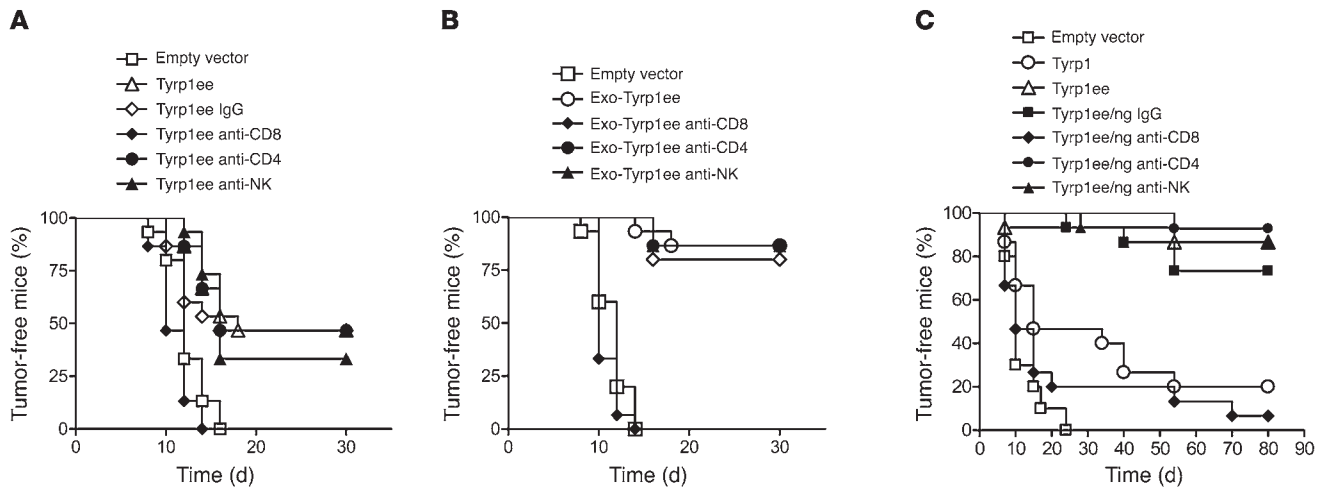 A
Empty vector
Tyrp1ee
Tyrp1ee IgG
Tyrp1ee anti-CD8
Tyrp1ee anti-CD4
Tyrp1ee anti-NK
Tumor-free mice (%)
100
75
50
25
0
0 10 20 30
Time (d)
B
Empty vector
Exo-Tyrp1ee
Exo-Tyrp1ee anti-CD8
Exo-Tyrp1ee anti-CD4
Exo-Tyrp1ee anti-NK
Tumor-free mice (%)
100
75
50
25
0
0 10 20 30
Time (d)
C
Empty vector
Tyrp1
Tyrp1ee
Tyrp1ee/ng IgG
Tyrp1ee/ng anti-CD8
Tyrp1ee/ng anti-CD4
Tyrp1ee/ng anti-NK
Tumor-free mice (%)
100
80
60
40
20
0
0 10 20 30 40 50 60 70 80 90
Time (d)